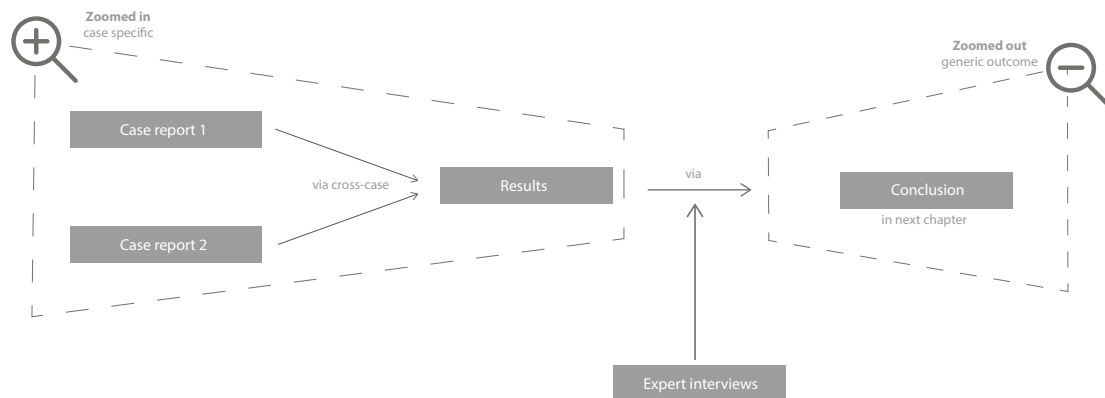 Zoomed in
case specific
Zoomed out
generic outcome
Case report 1
via cross-case
Results
via
Conclusion
in next chapter
Case report 2
Expert interviews